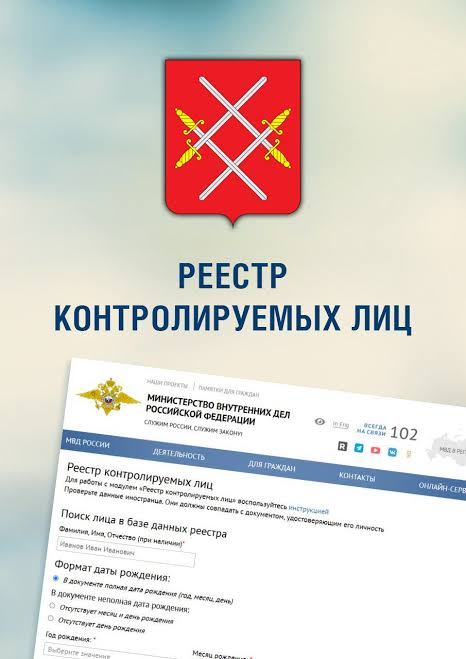 РЕЕСТР
КОНТРОЛИРУЕМЫХ ЛИЦ
НАШИ ПРОЕКТЫ | ПАМЯТКИ ДЛЯ ГРАЖДАН
МИНИСТЕРСТВО ВНУТРЕННИХ ДЕЛ
РОССИЙСКОЙ ФЕДЕРАЦИИ
СЛУЖИМ РОССИИ, СЛУЖИМ ЗАКОНУ!
In Eng
ВСЕГДА
НА СВЯЗИ
102
МВД В РЕГ
МВД РОССИИ
ДЕЯТЕЛЬНОСТЬ
ДЛЯ ГРАЖДАН
КОНТАКТЫ
ОНЛАЙН-СЕРВ
Реестр контролируемых лиц
Для работы с модулем «Реестр контролируемых лиц» воспользуйтесь инструкцией
Проверьте данные иностранца. Они должны совпадать с документом, удостоверяющим его личность
Поиск лица в базе данных реестра
Фамилия, Имя, Отчество (при наличии)*
Иванов Иван Иванович
Формат даты рождения:
В документе полная дата рождения (год, месяц, день)
В документе неполная дата рождения:
Отсутствует месяц и день рождения
Отсутствует день рождения
Год рождения: *
Месяц рождения: *
Выберите значения